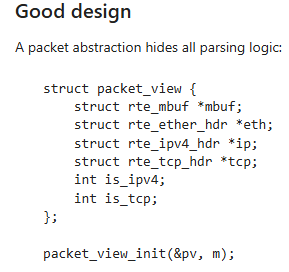 Good design
A packet abstraction hides all parsing logic:
struct packet_view {
    struct rte_mbuf *mbuf;
    struct rte_ether_hdr *eth;
    struct rte_ipv4_hdr *ip;
    struct rte_tcp_hdr *tcp;
    int is_ipv4;
    int is_tcp;
};
packet_view_init(&pv, m);